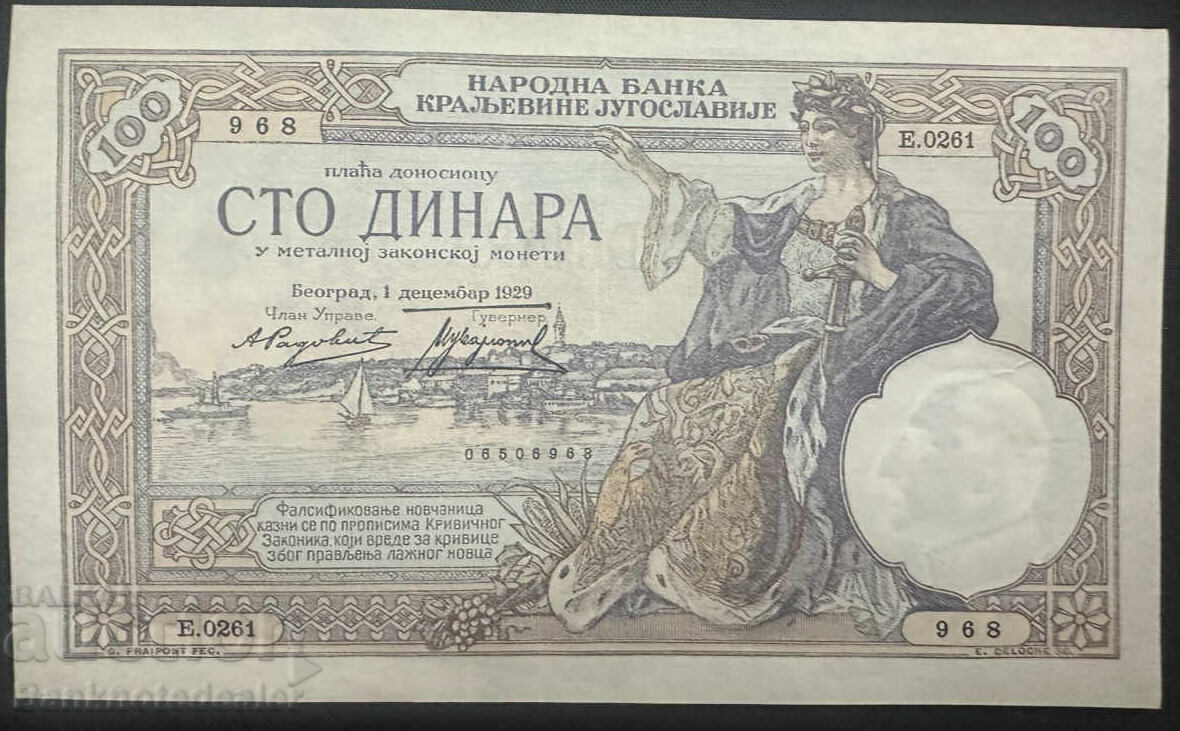 НАРОДНА БАНКА
КРАЉЕВИНЕ ЈУГОСЛАВИЈЕ
100
968
Е.0261
100
плаћа доносиоцу
СТО ДИНАРА
У МЕТАЛНОЈ ЗАКОНСКОЈ МОНЕТИ
Београд, 1 децембар 1929
Члан Управе.
Гувернер,
АРадовић
06506968
Фалсификовање новчаница
казни се по прописима Кривичног
Законика, који вреде за кривице
због прављења лажног новца.
Е.0261
968
G. FRAIPONT FEC.
E. DELOCHE SC.
Banknotedealer